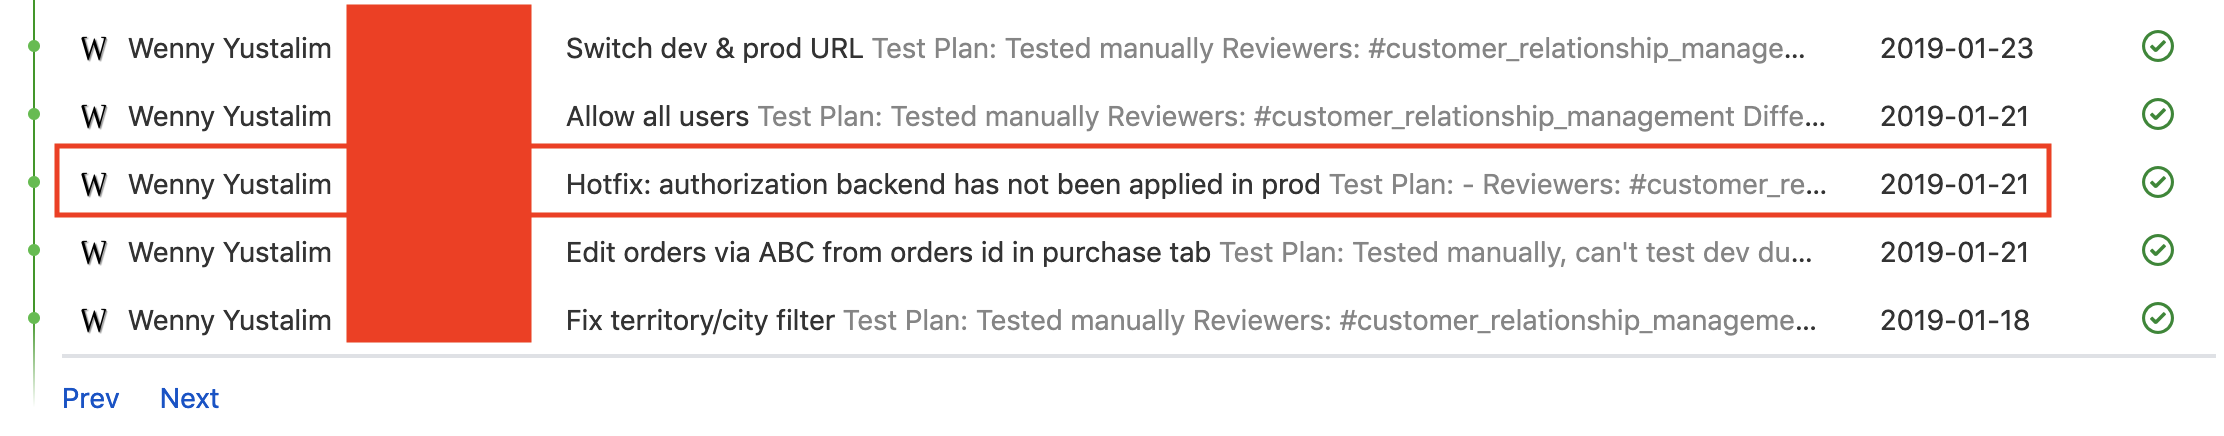 W Wenny Yustalim Switch dev & prod URL Test Plan: Tested manually Reviewers: #customer_relationship_manage... 2019-01-23
W Wenny Yustalim Allow all users Test Plan: Tested manually Reviewers: #customer_relationship_management Diffe... 2019-01-21
W Wenny Yustalim Hotfix: authorization backend has not been applied in prod Test Plan: - Reviewers: #customer_re... 2019-01-21
W Wenny Yustalim Edit orders via ABC from orders id in purchase tab Test Plan: Tested manually, can't test dev du... 2019-01-21
W Wenny Yustalim Fix territory/city filter Test Plan: Tested manually Reviewers: #customer_relationship_manageme... 2019-01-18
Prev Next